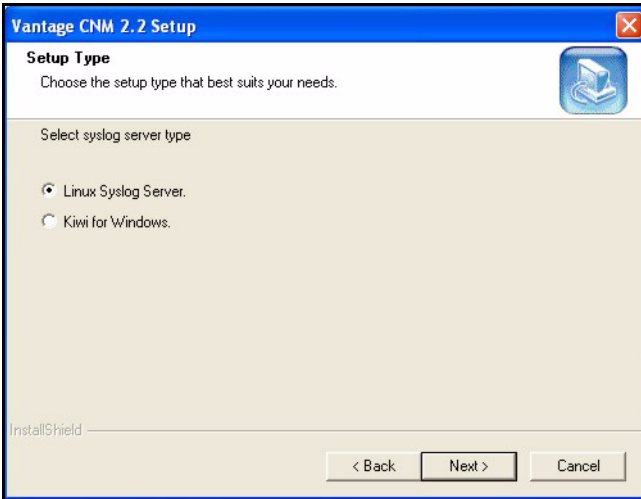 Vantage CNM 2.2 Setup
Setup Type
Choose the setup type that best suits your needs.
Select syslog server type
Linux Syslog Server.
Kiwi for Windows.
InstallShield
< Back
Next >
Cancel